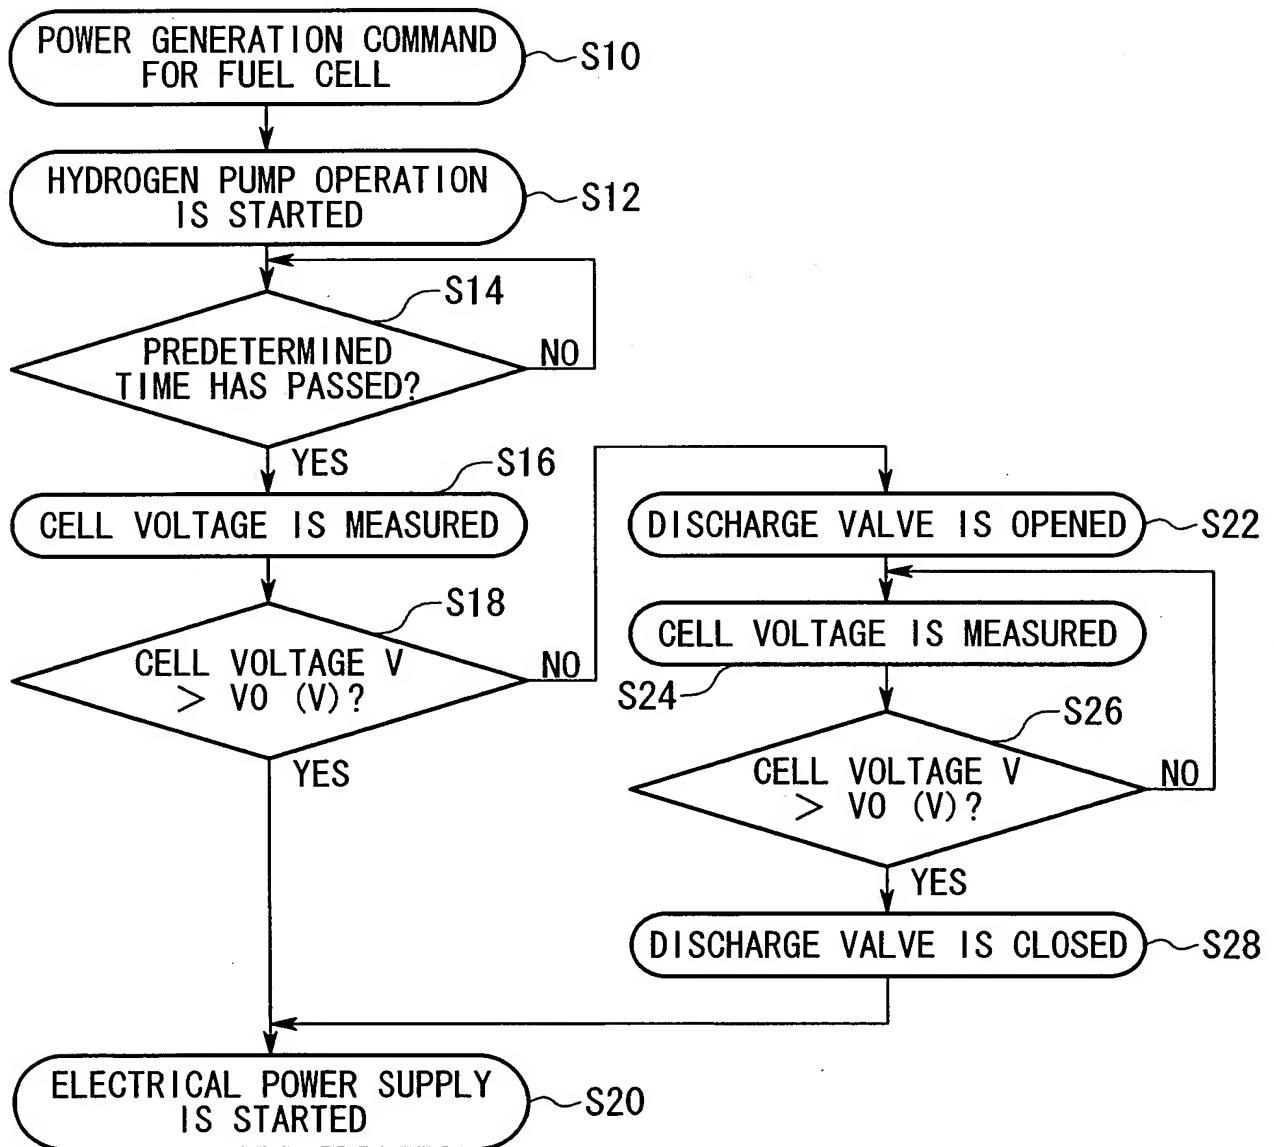 POWER GENERATION COMMAND
FOR FUEL CELL
S10
HYDROGEN PUMP OPERATION
IS STARTED
S12
S14
PREDETERMINED
TIME HAS PASSED?
NO
YES
S16
CELL VOLTAGE IS MEASURED
S18
CELL VOLTAGE V
> V0 (V)?
NO
YES
DISCHARGE VALVE IS OPENED
S22
CELL VOLTAGE IS MEASURED
S24
S26
CELL VOLTAGE V
> V0 (V)?
NO
YES
DISCHARGE VALVE IS CLOSED
S28
ELECTRICAL POWER SUPPLY
IS STARTED
S20